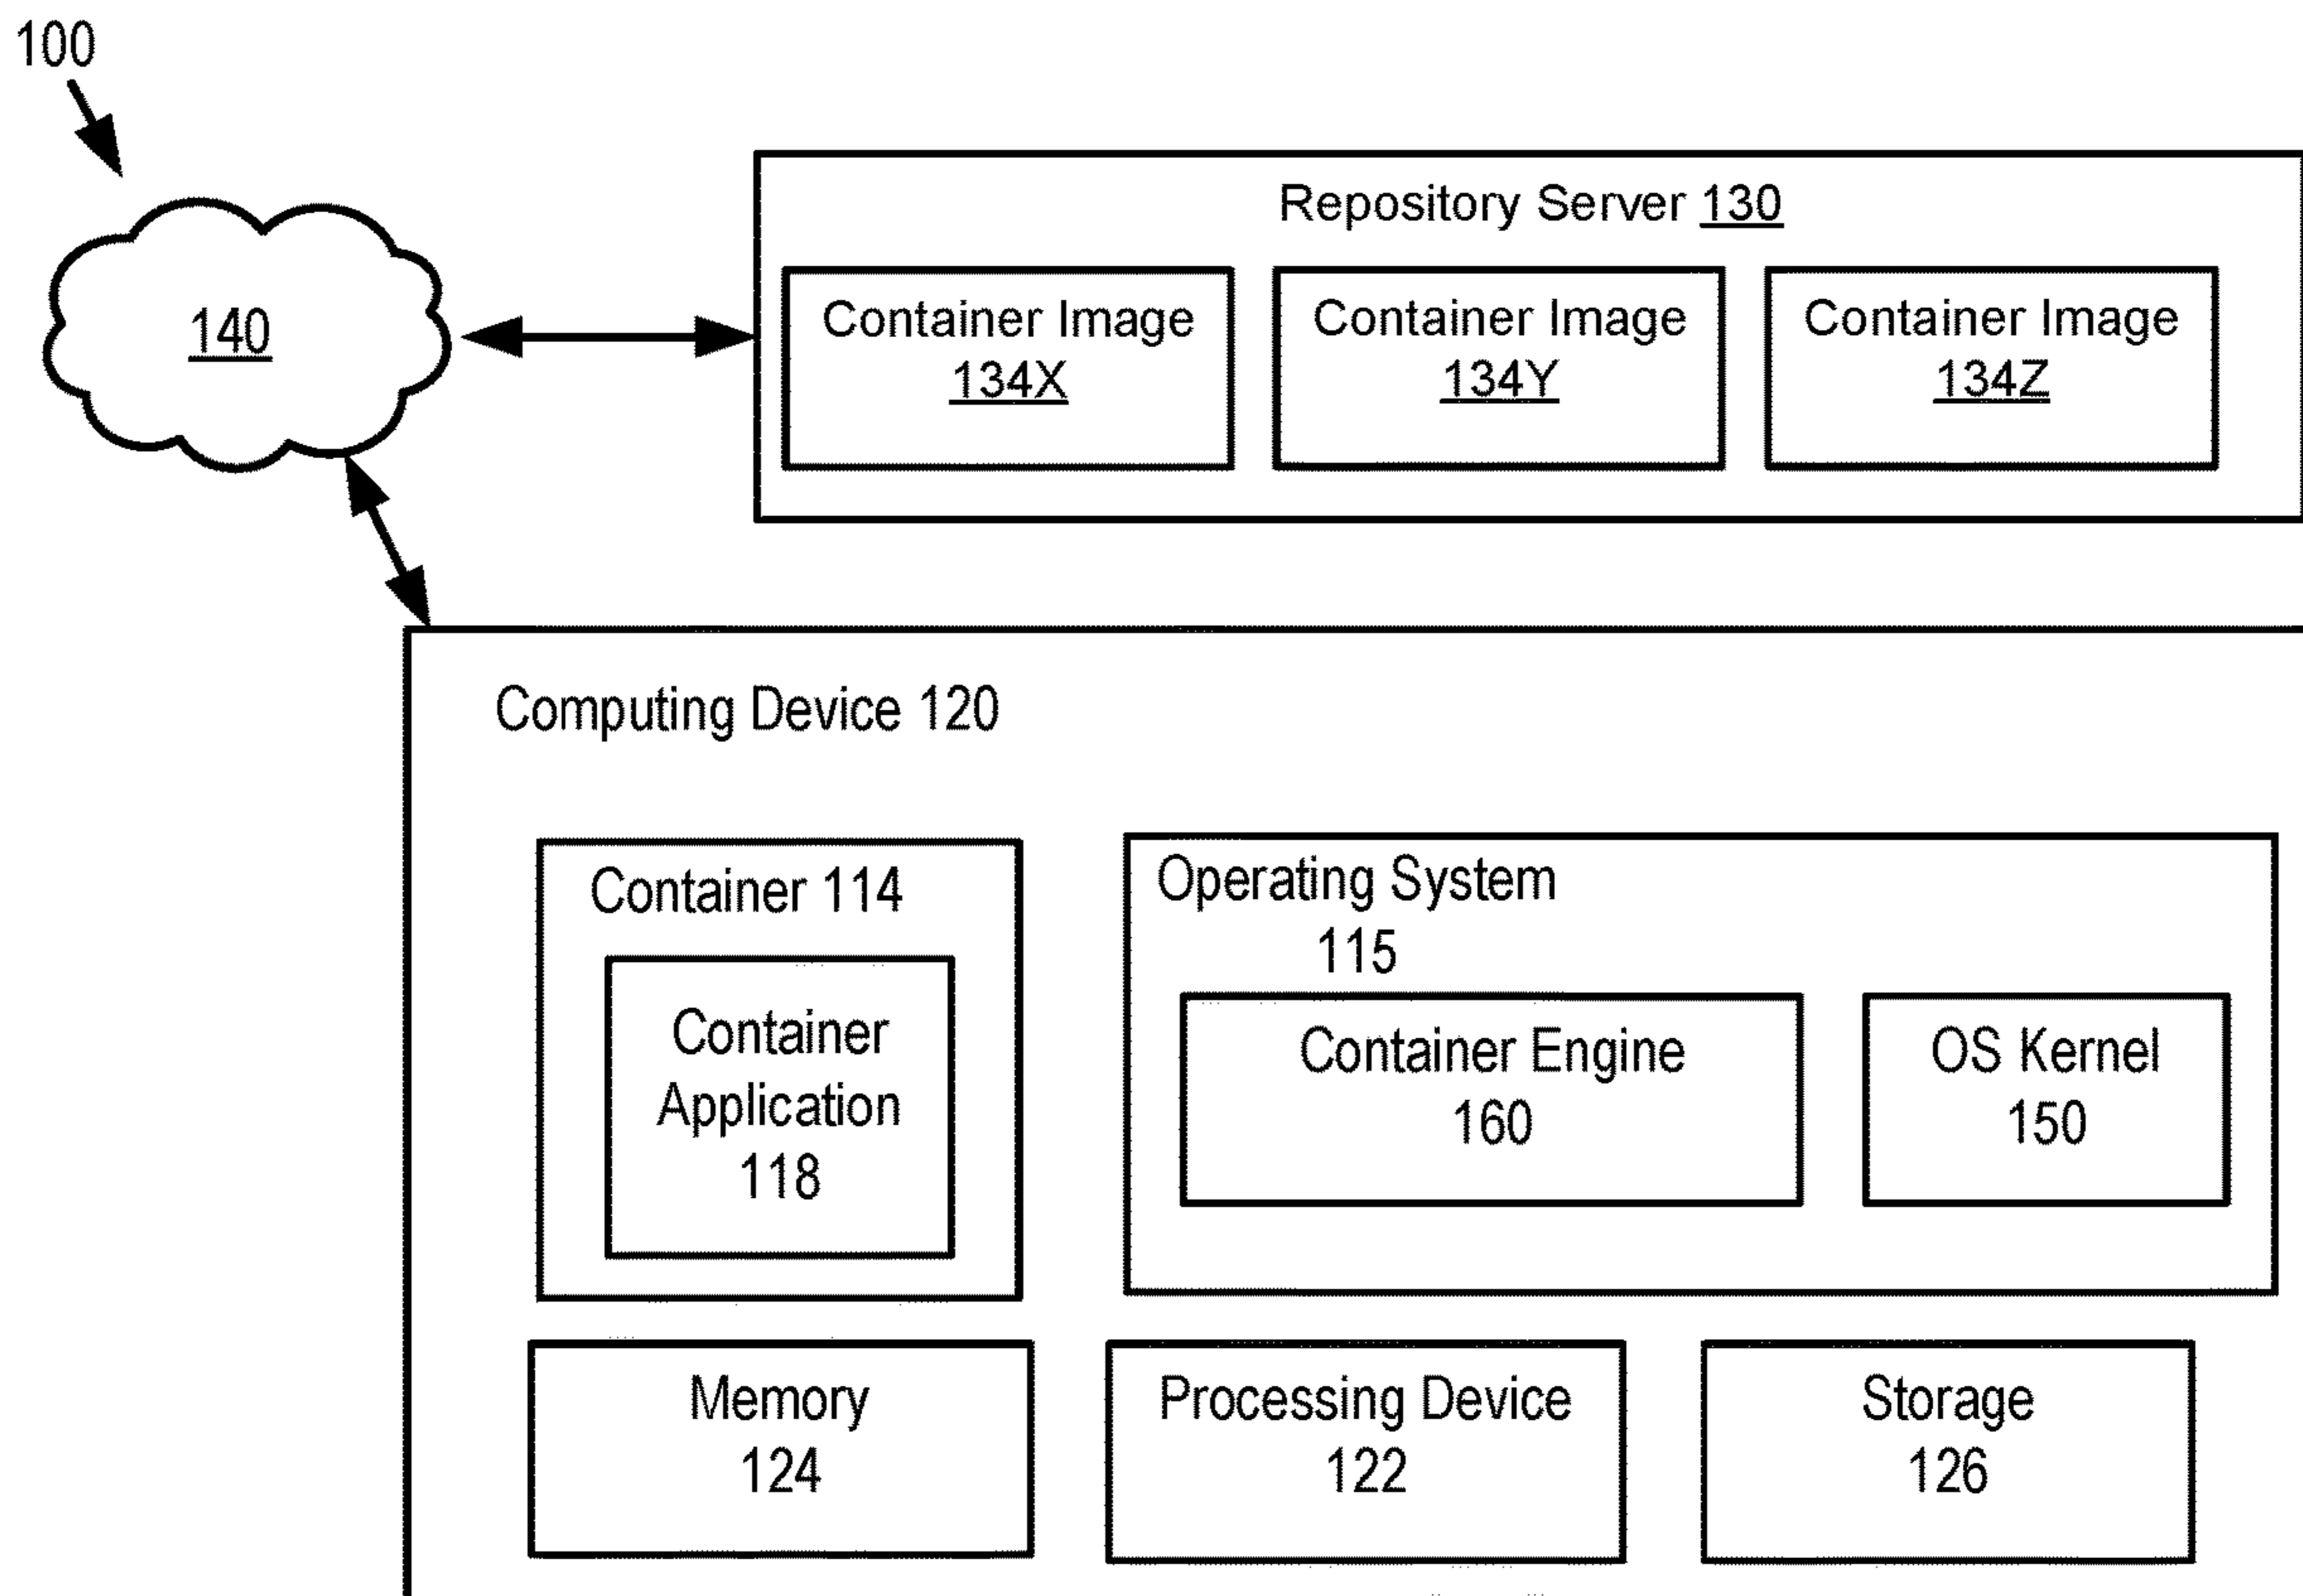 100
Repository Server 130
140
Container Image
134X
Container Image
134Y
Container Image
134Z
Computing Device 120
Container 114
Container
Application
118
Operating System
115
Container Engine
160
OS Kernel
150
Memory
124
Processing Device
122
Storage
126